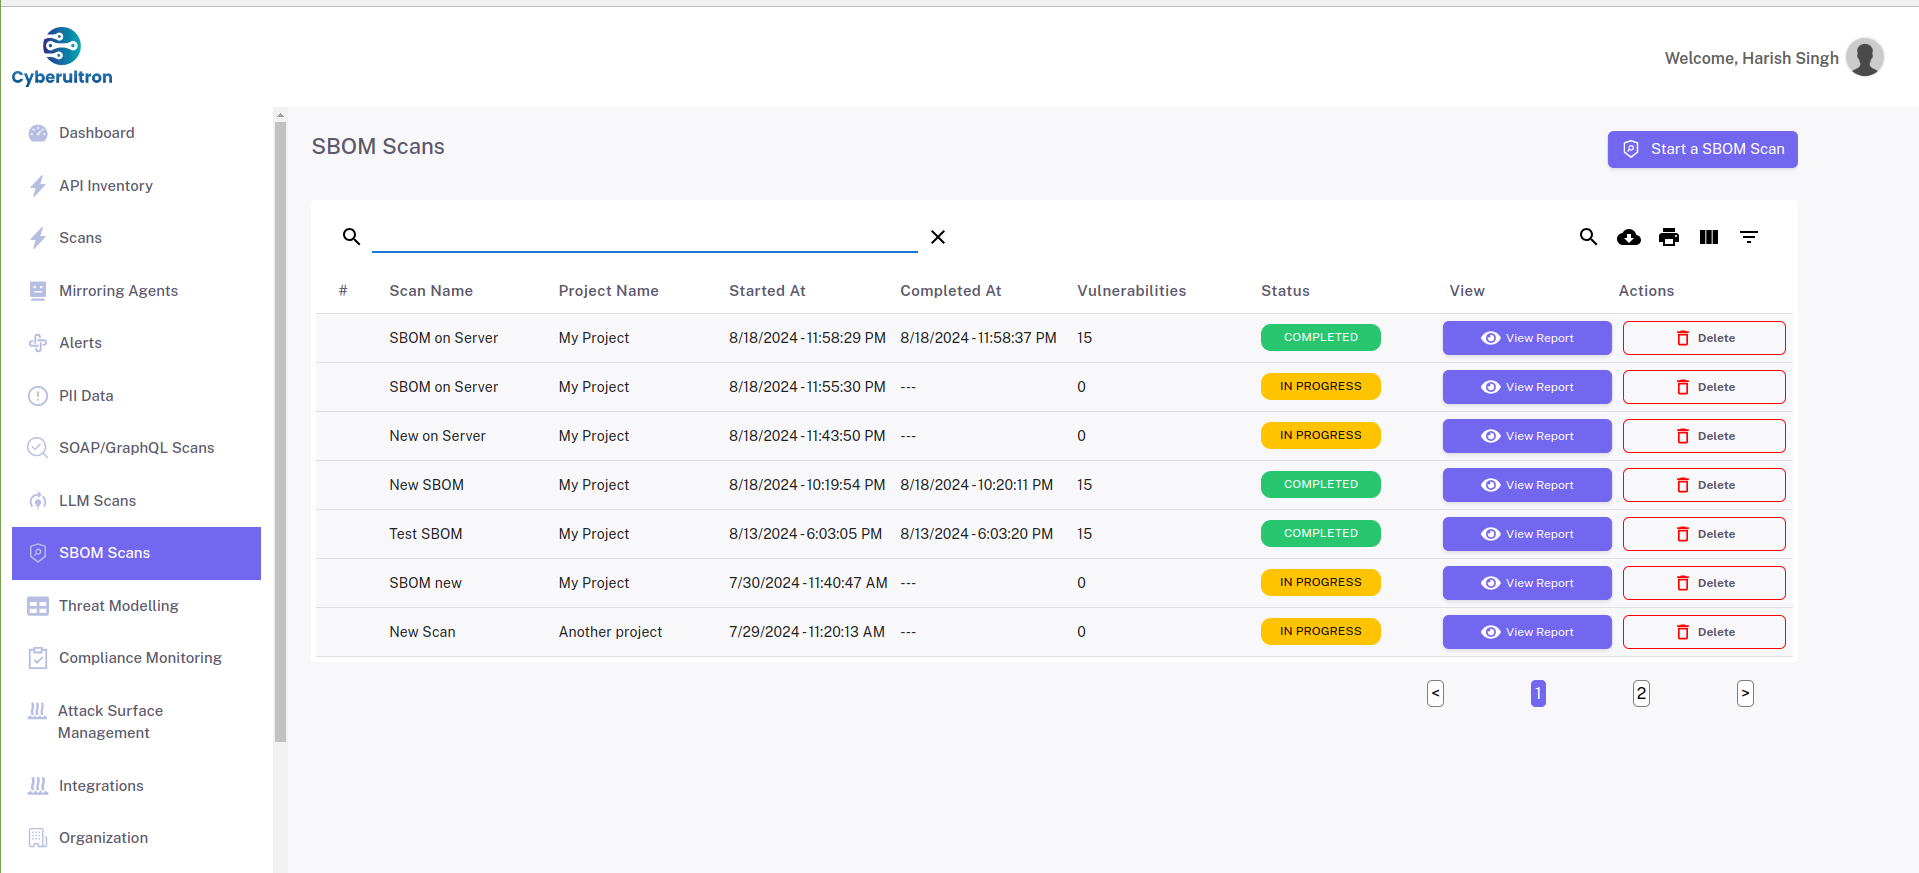 Cyberultron
Welcome, Harish Singh
Dashboard
API Inventory
Scans
Mirroring Agents
Alerts
PII Data
SOAP/GraphQL Scans
LLM Scans
SBOM Scans
Threat Modelling
Compliance Monitoring
Attack Surface
Management
Integrations
Organization
SBOM Scans
Start a SBOM Scan
# Scan Name Project Name Started At Completed At Vulnerabilities Status View Actions
SBOM on Server My Project 8/18/2024 - 11:58:29 PM 8/18/2024 - 11:58:37 PM 15 COMPLETED View Report Delete
SBOM on Server My Project 8/18/2024 - 11:55:30 PM --- 0 IN PROGRESS View Report Delete
New on Server My Project 8/18/2024 - 11:43:50 PM --- 0 IN PROGRESS View Report Delete
New SBOM My Project 8/18/2024 - 10:19:54 PM 8/18/2024 - 10:20:11 PM 15 COMPLETED View Report Delete
Test SBOM My Project 8/13/2024 - 6:03:05 PM 8/13/2024 - 6:03:20 PM 15 COMPLETED View Report Delete
SBOM new My Project 7/30/2024 - 11:40:47 AM --- 0 IN PROGRESS View Report Delete
New Scan Another project 7/29/2024 - 11:20:13 AM --- 0 IN PROGRESS View Report Delete
< 1 2 >